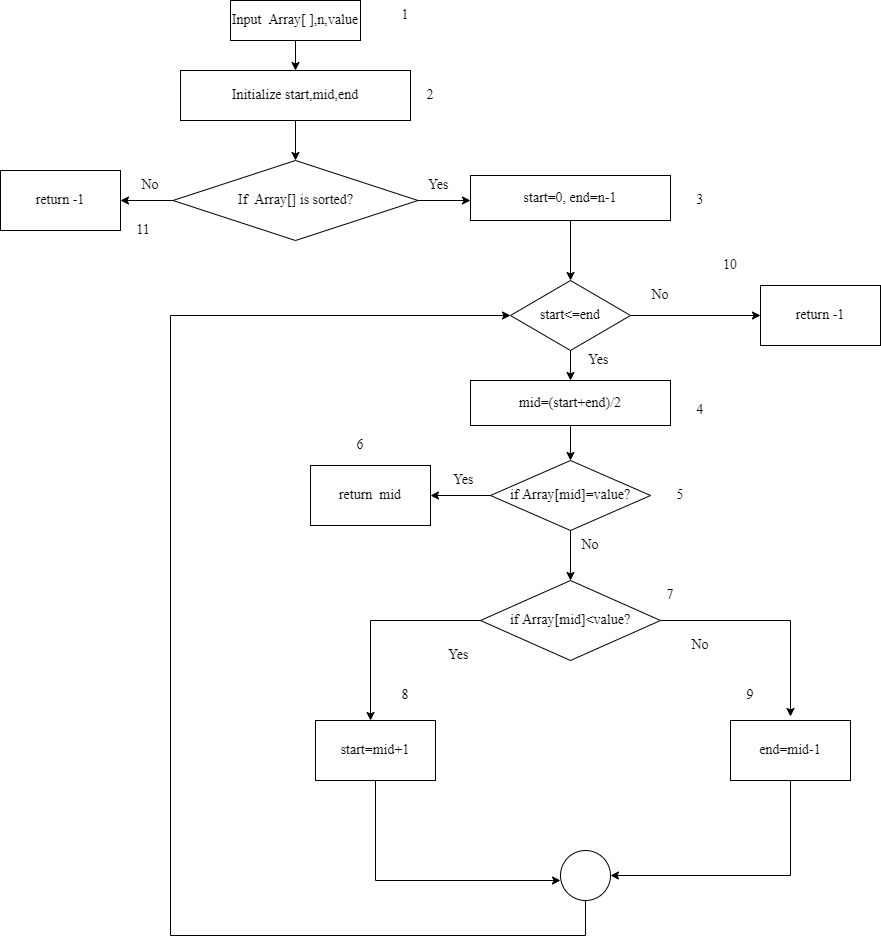 Input  Array[ ],n,value
1
Initialize start,mid,end
2
If  Array[] is sorted?
No
Yes
return -1
11
start=0, end=n-1
3
10
start<=end
No
return -1
Yes
mid=(start+end)/2
4
6
if Array[mid]=value?
Yes
return  mid
5
No
7
if Array[mid]<value?
Yes
No
8
9
start=mid+1
end=mid-1